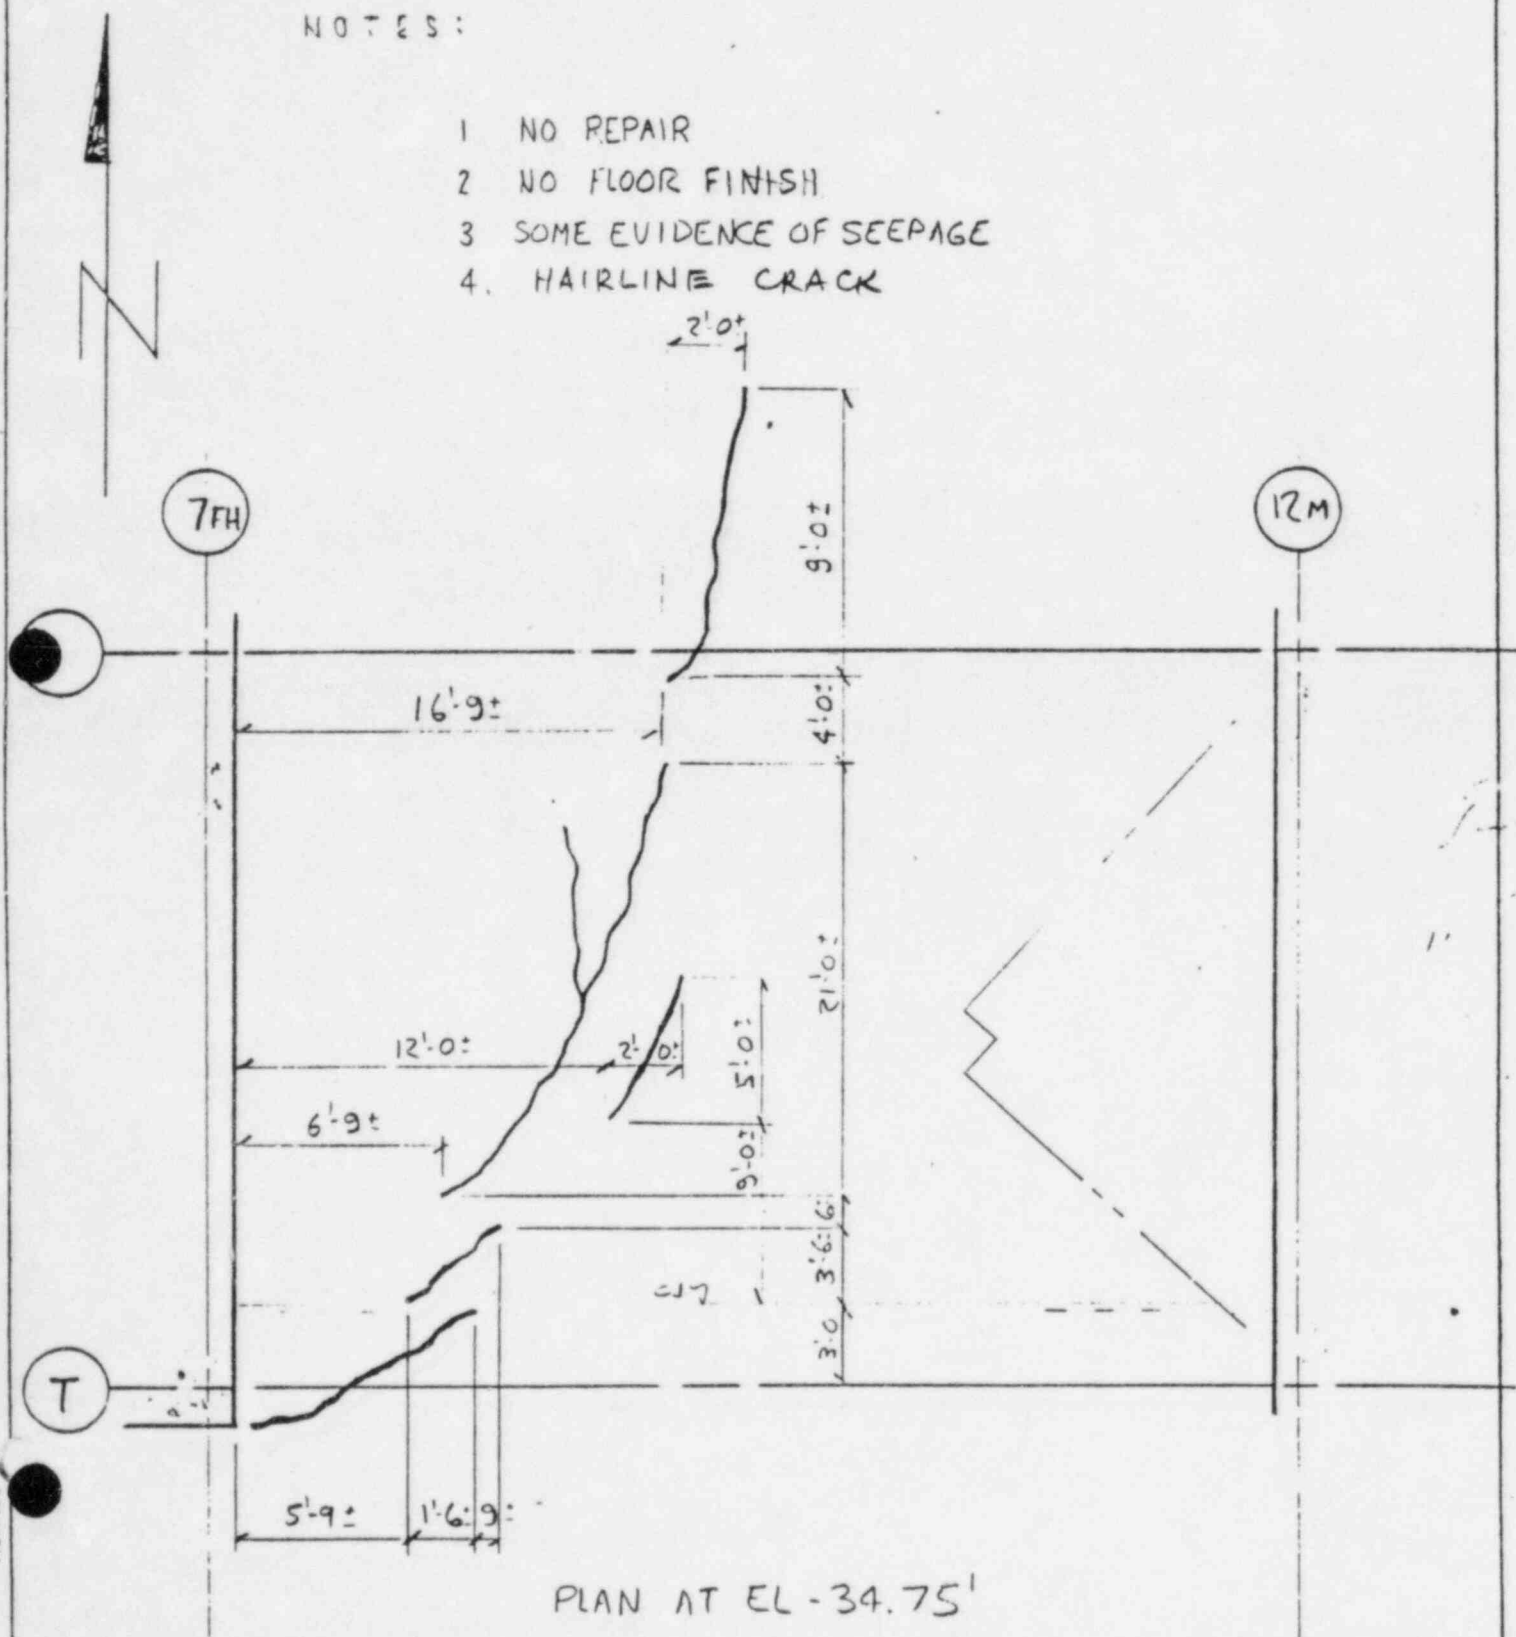 NOTES:
1 NO REPAIR
2 NO FLOOR FINISH
3 SOME EVIDENCE OF SEEPAGE
4. HAIRLINE CRACK
N
2'-0±
7FH
12M
9'-0±
16'-9±
4'-0±
21'-0±
12'-0±
2'-0±
5'-0±
6'-9±
9'-0±
6±
3'-6±
3'-0
T
5'-9±
1'-6±
9±
PLAN AT EL -34.75'